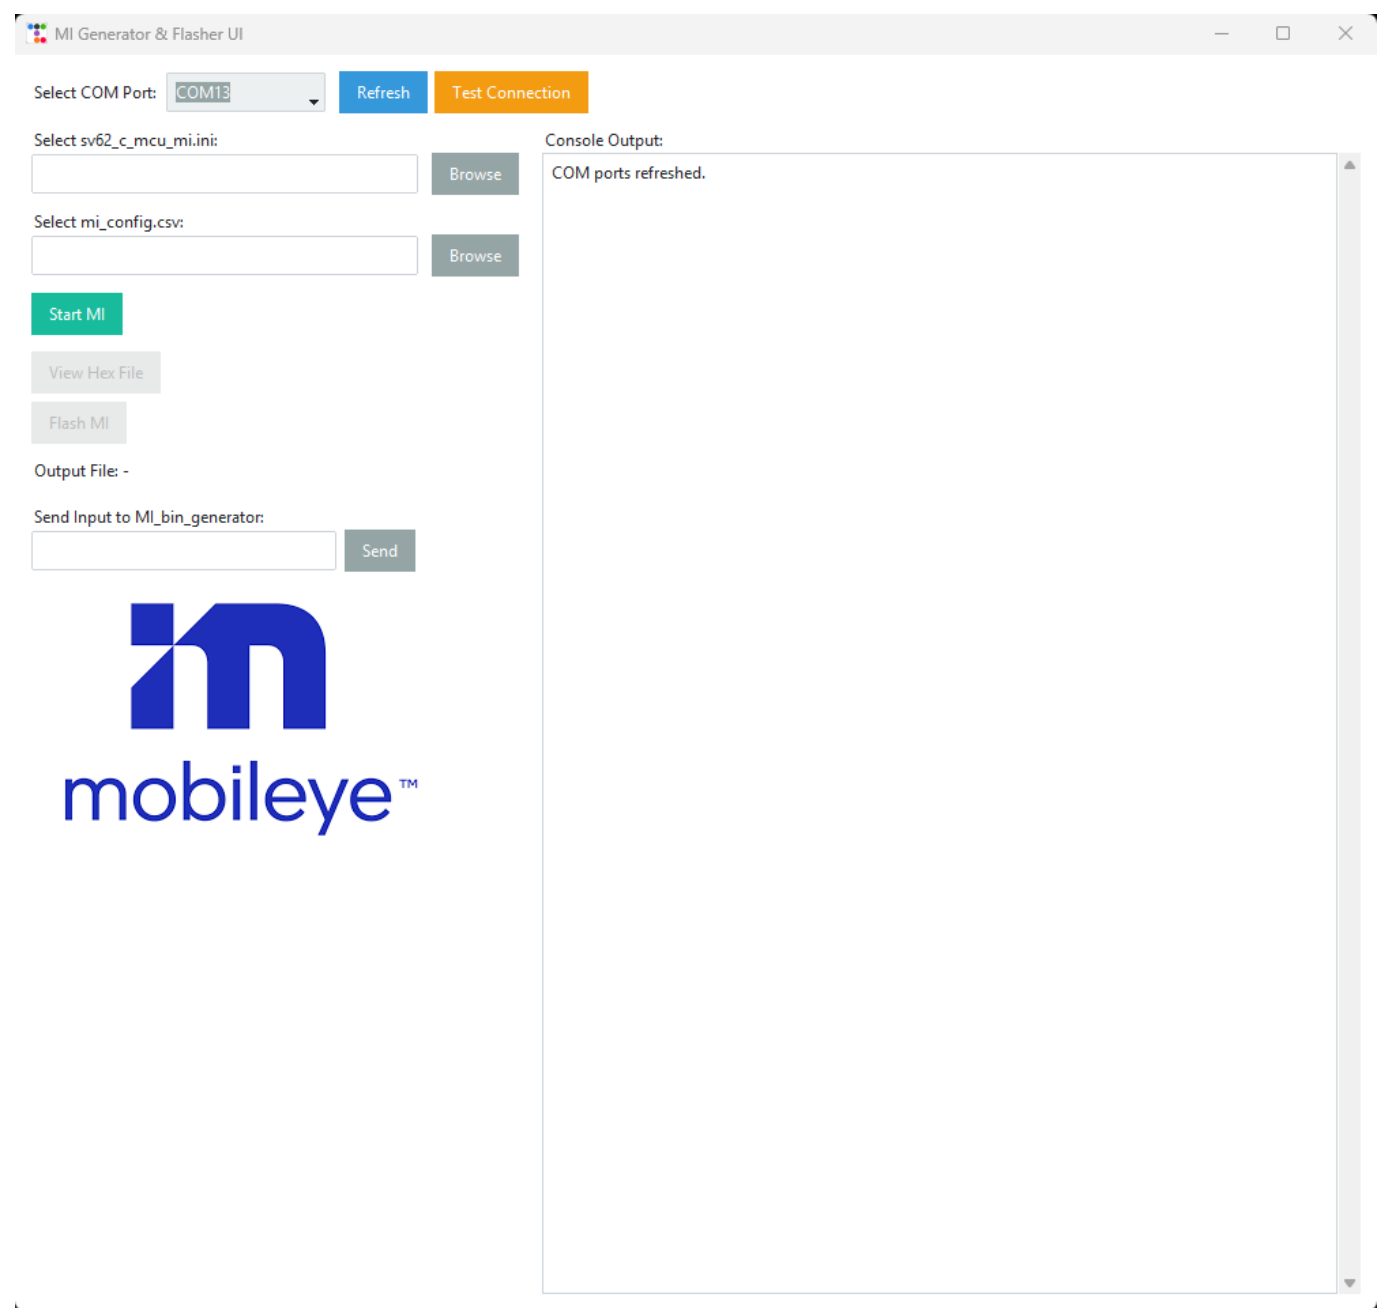 MI Generator & Flasher UI
Select COM Port: COM13 Refresh Test Connection
Select sv62_c_mcu_mi.ini:
Browse
Select mi_config.csv:
Browse
Start MI
View Hex File
Flash MI
Output File: -
Send Input to MI_bin_generator:
Send
mobileye™
Console Output:
COM ports refreshed.